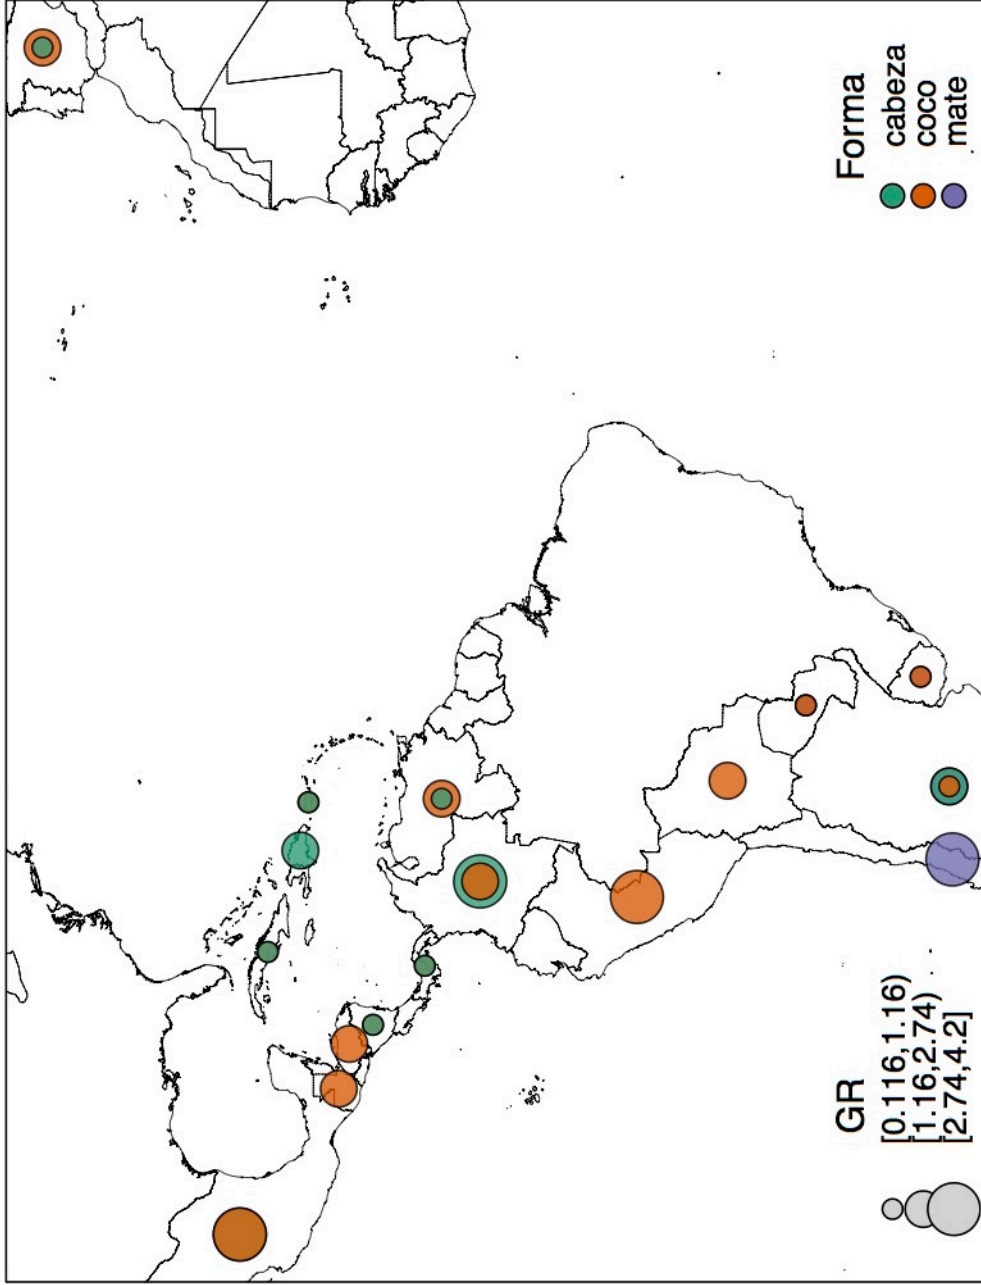 Forma
cabeza
coco
mate
GR
[0.116,1.16)
[1.16,2.74)
[2.74,4.2]